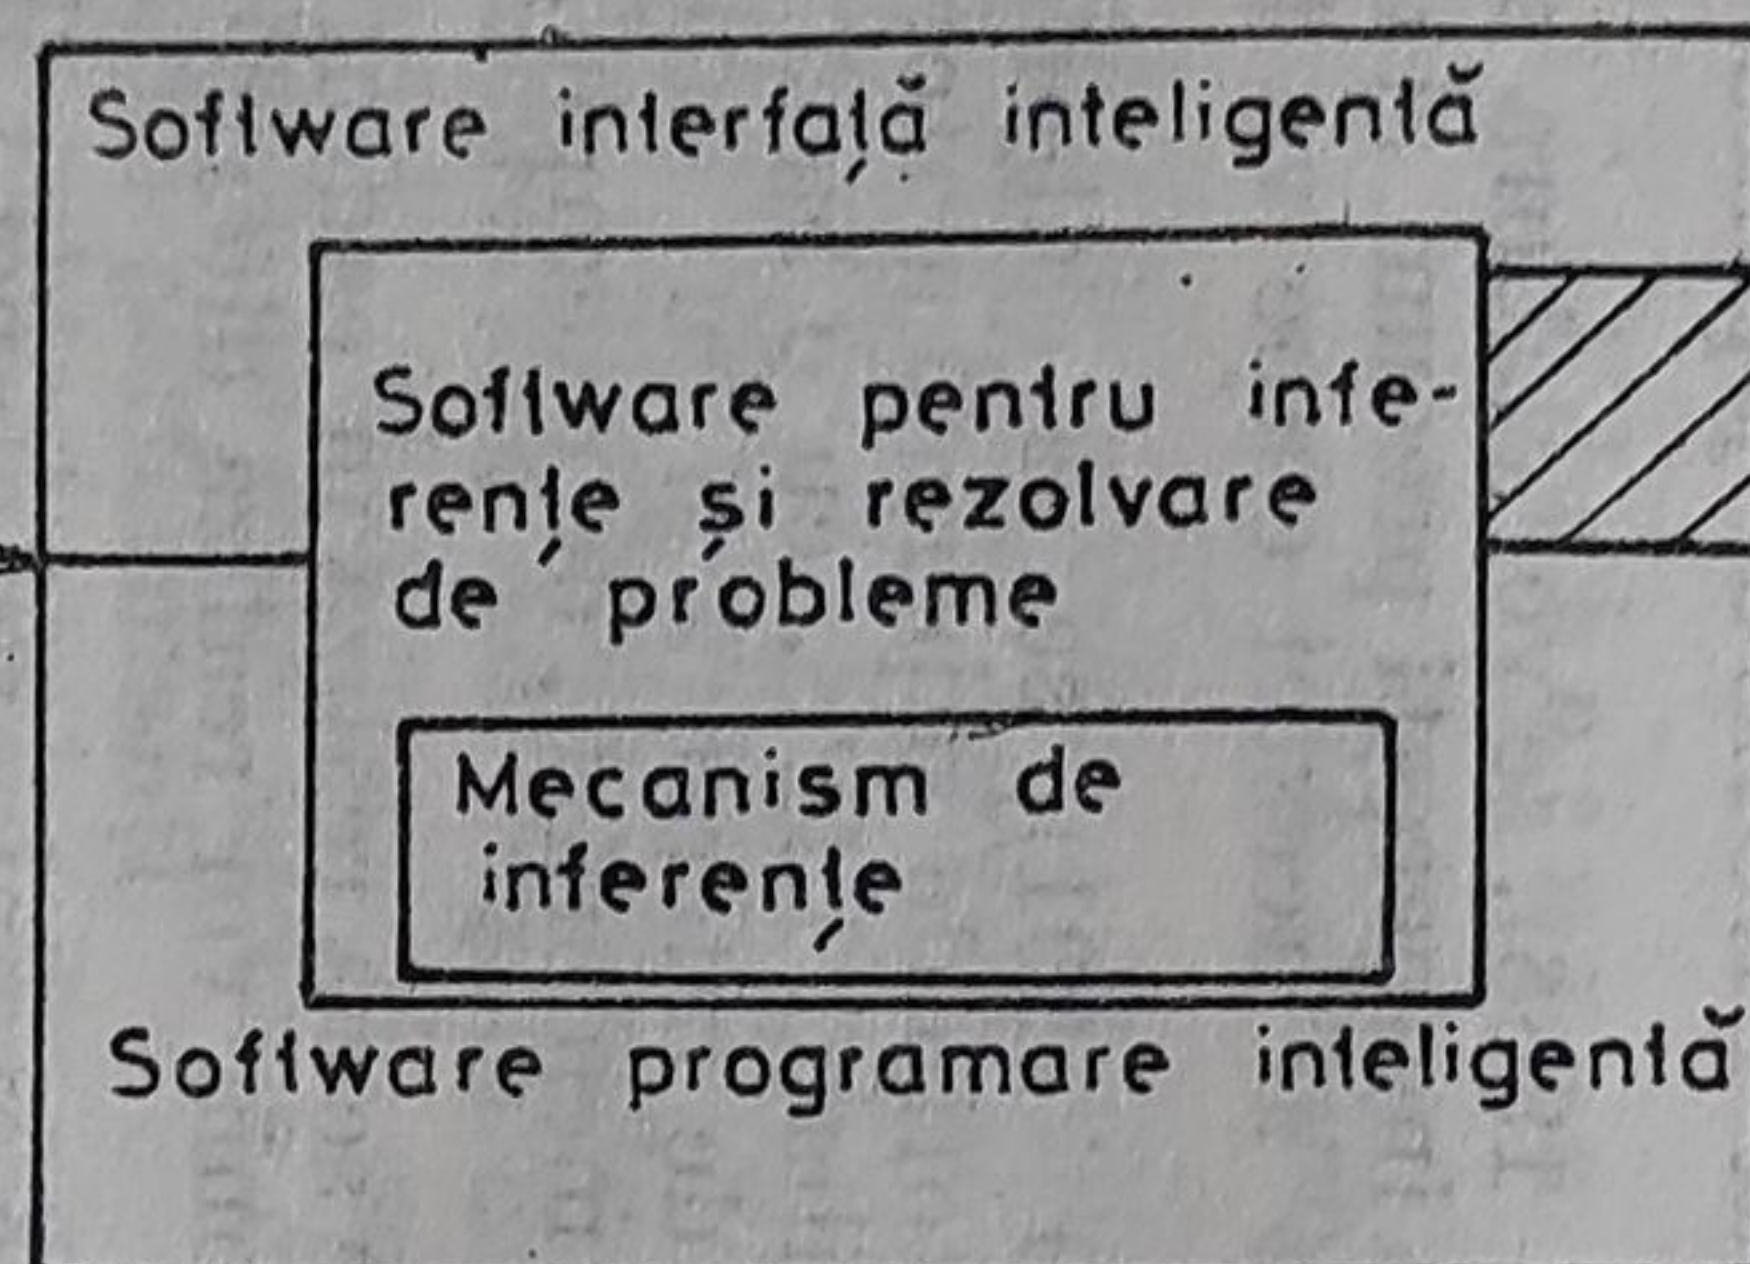 Software interfață inteligentă
Software pentru infe-
rențe și rezolvare
de probleme
Mecanism de
inferențe
Software programare inteligentă